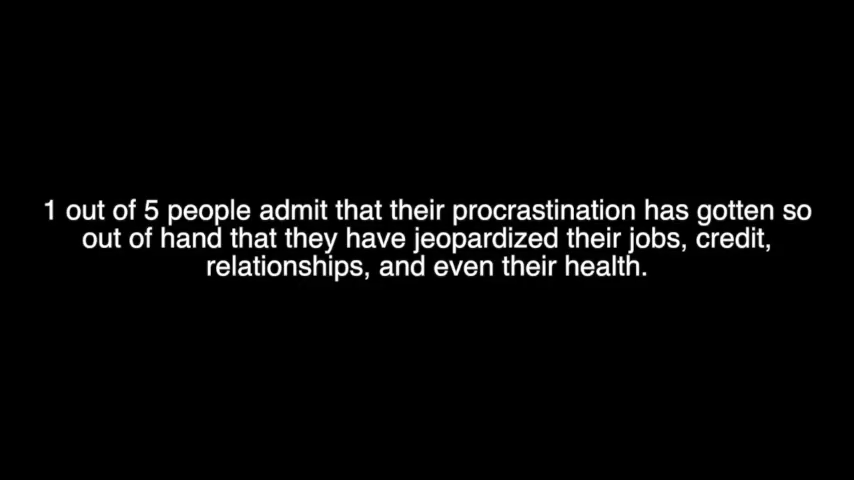 1 out of 5 people admit that their procrastination has gotten so
out of hand that they have jeopardized their jobs, credit,
relationships, and even their health.